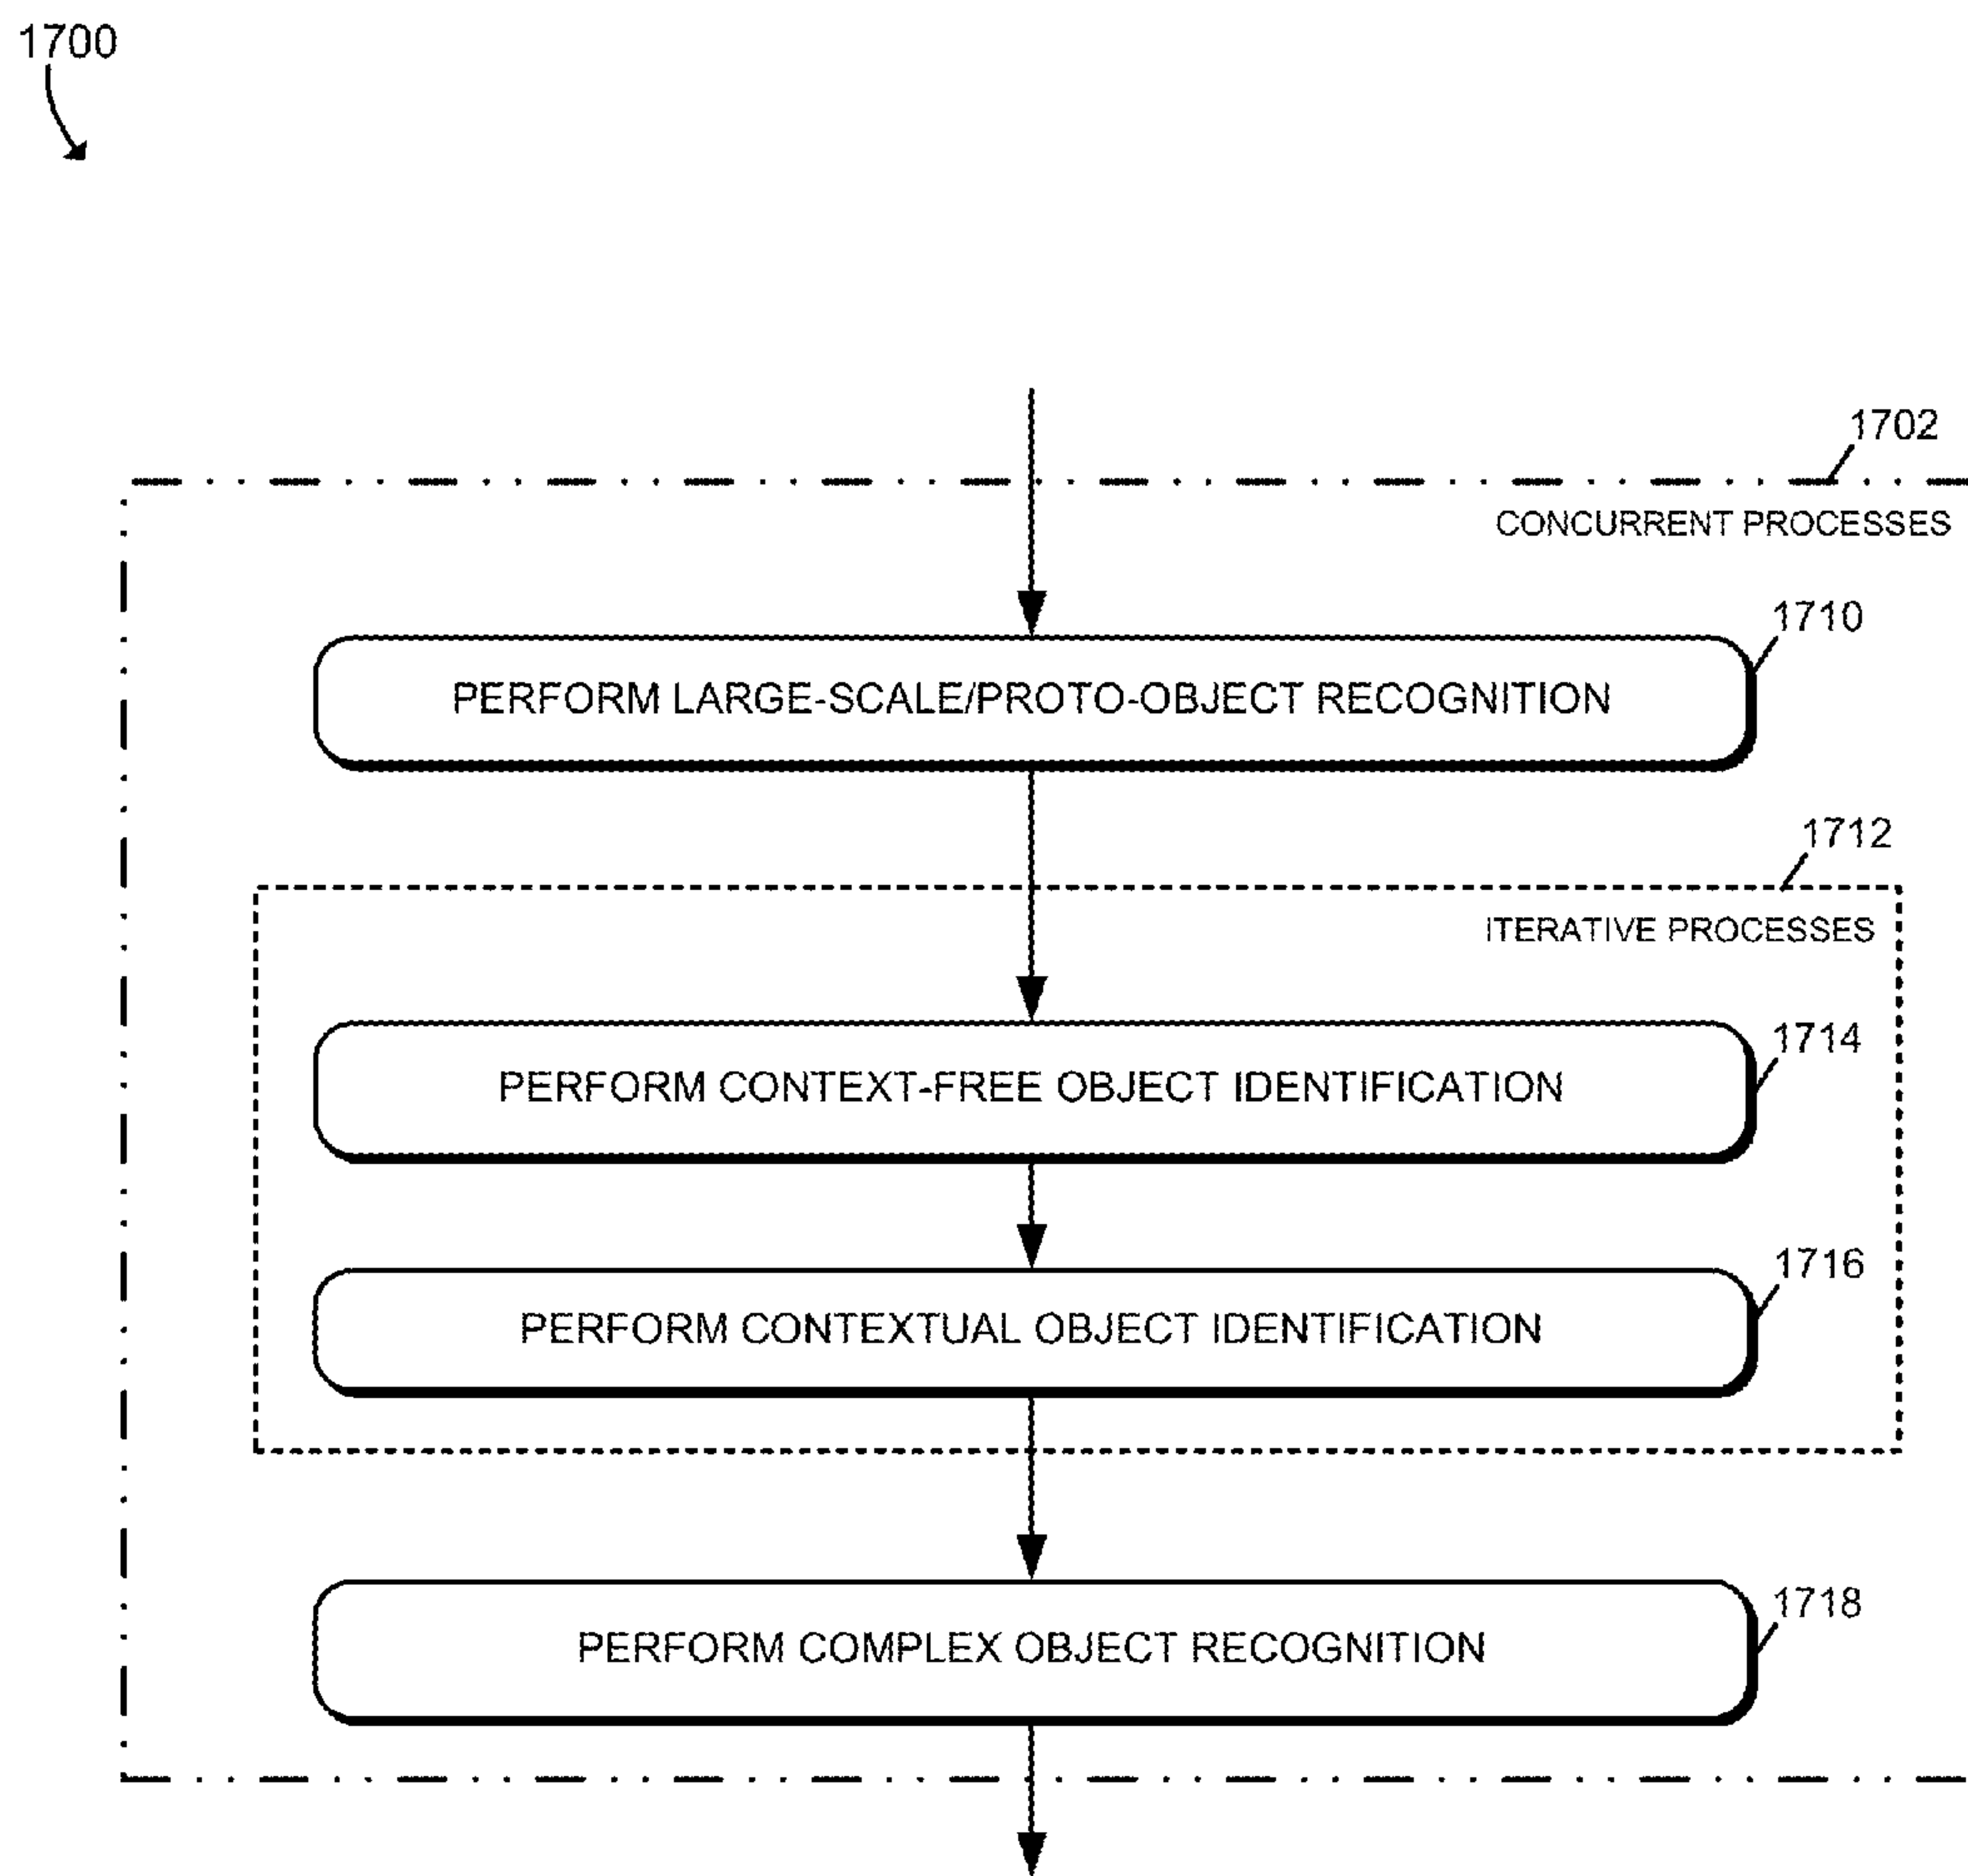 1700
1702
CONCURRENT PROCESSES
1710
PERFORM LARGE-SCALE/PROTO-OBJECT RECOGNITION
1712
ITERATIVE PROCESSES
1714
PERFORM CONTEXT-FREE OBJECT IDENTIFICATION
1716
PERFORM CONTEXTUAL OBJECT IDENTIFICATION
1718
PERFORM COMPLEX OBJECT RECOGNITION